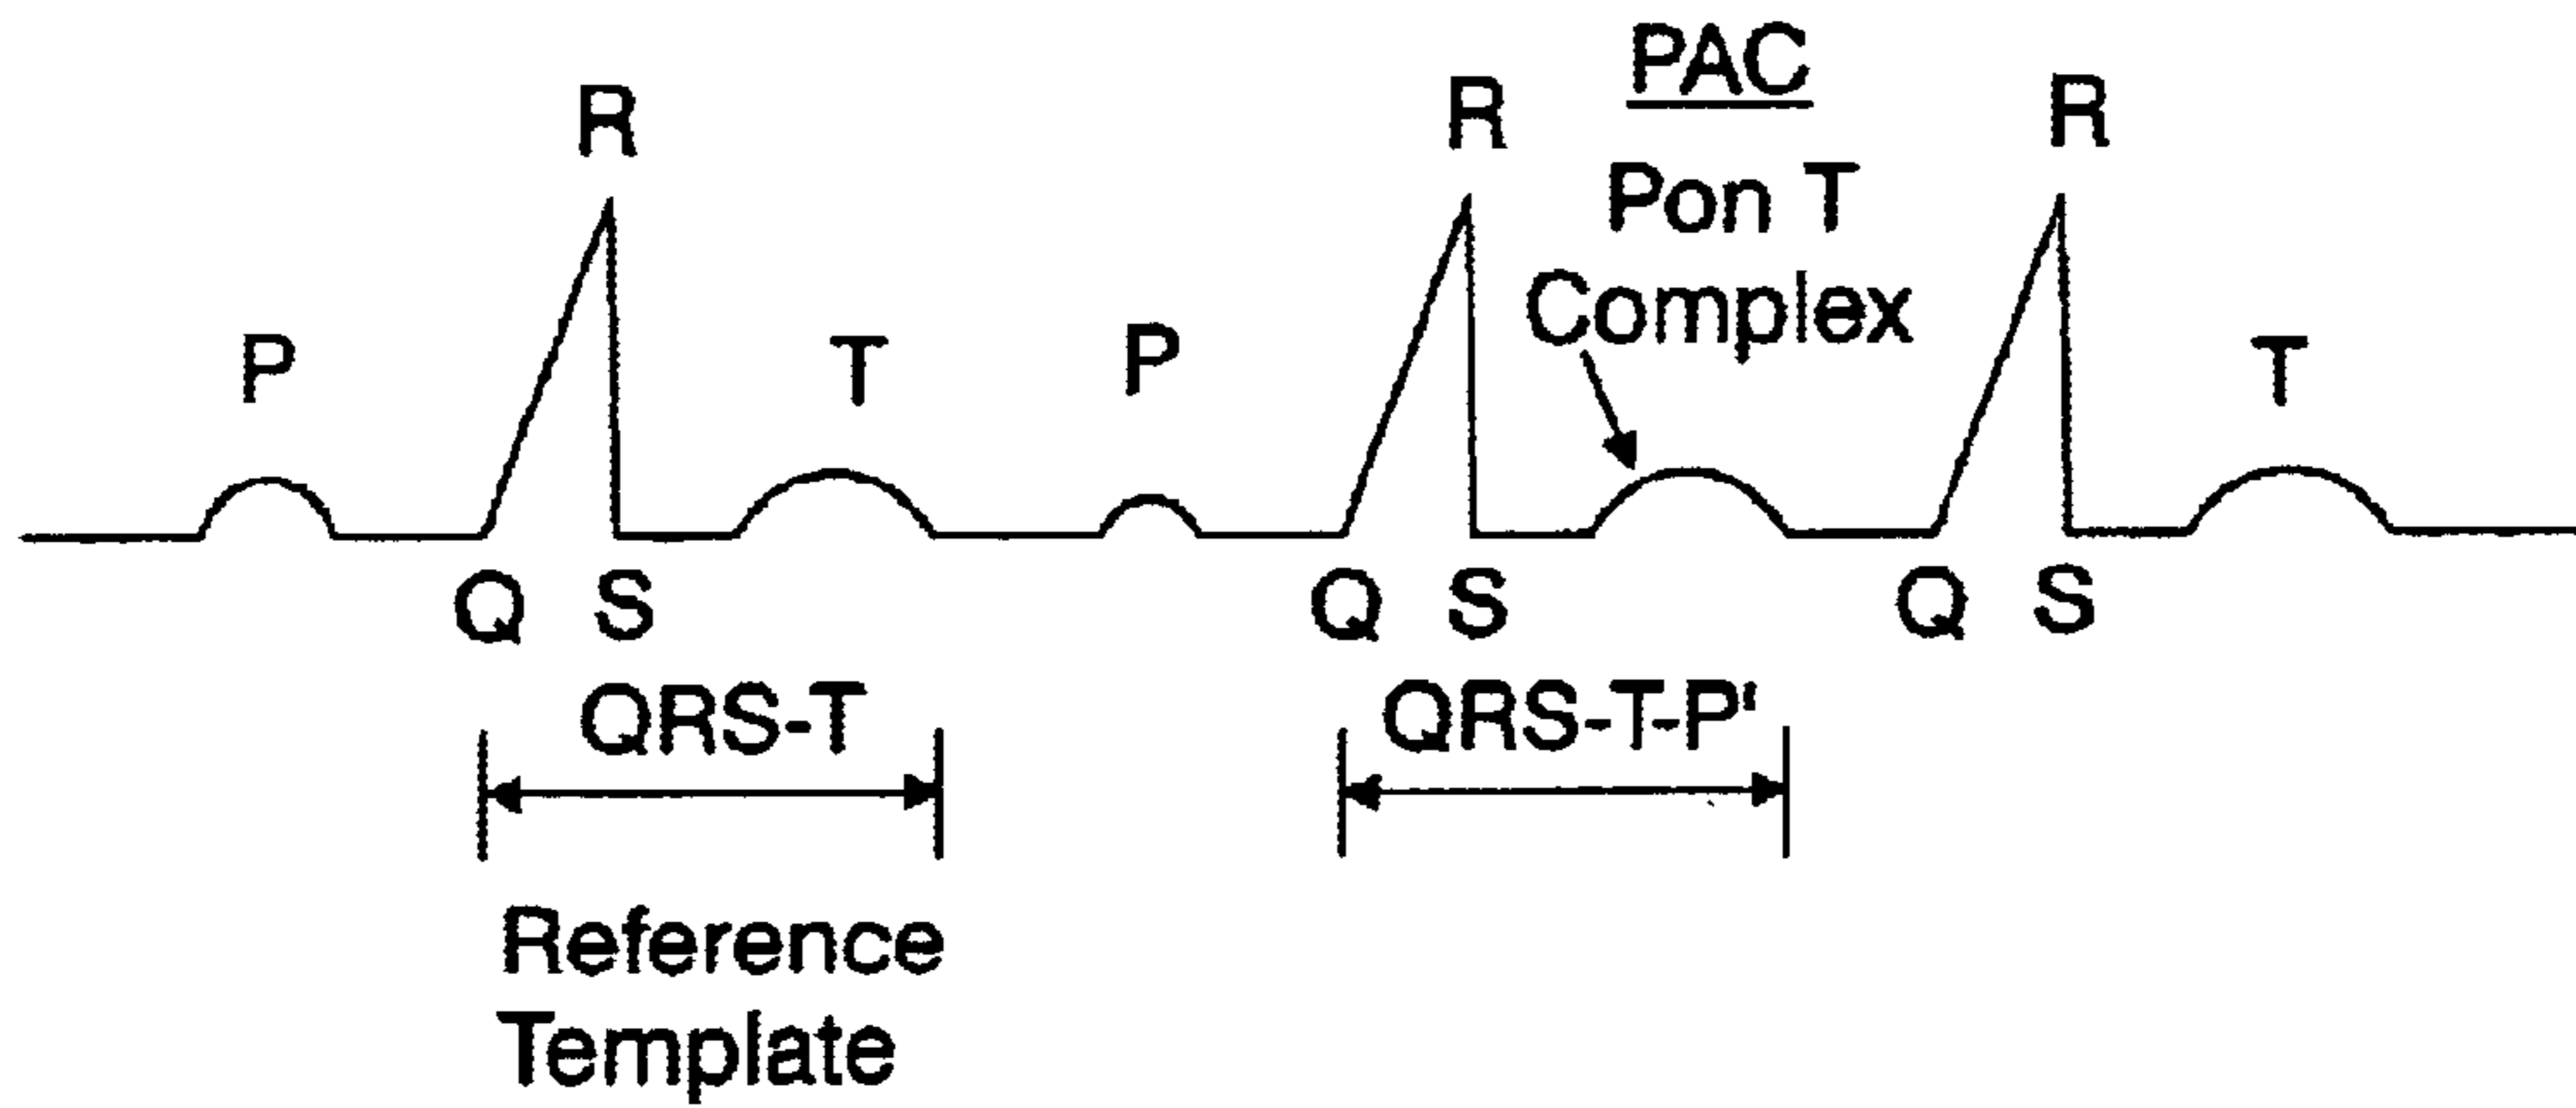 PAC
R R R
Pon T
Complex
P T P T
Q S Q S Q S
QRS-T QRS-T-P'
Reference
Template